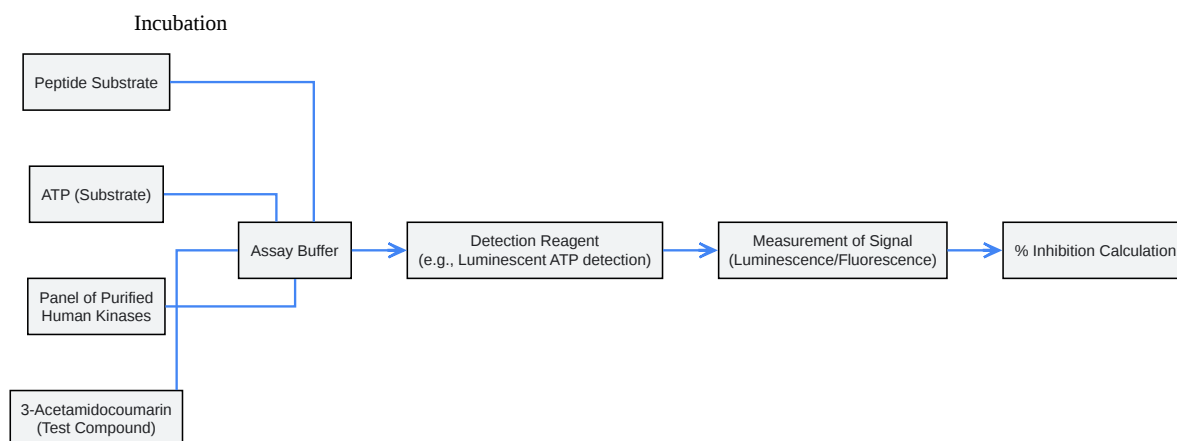 Incubation
Peptide Substrate
ATP (Substrate)
Assay Buffer
Detection Reagent
(e.g., Luminescent ATP detection)
Measurement of Signal
(Luminescence/Fluorescence)
% Inhibition Calculation
Panel of Purified
Human Kinases
3-Acetamidocoumarin
(Test Compound)